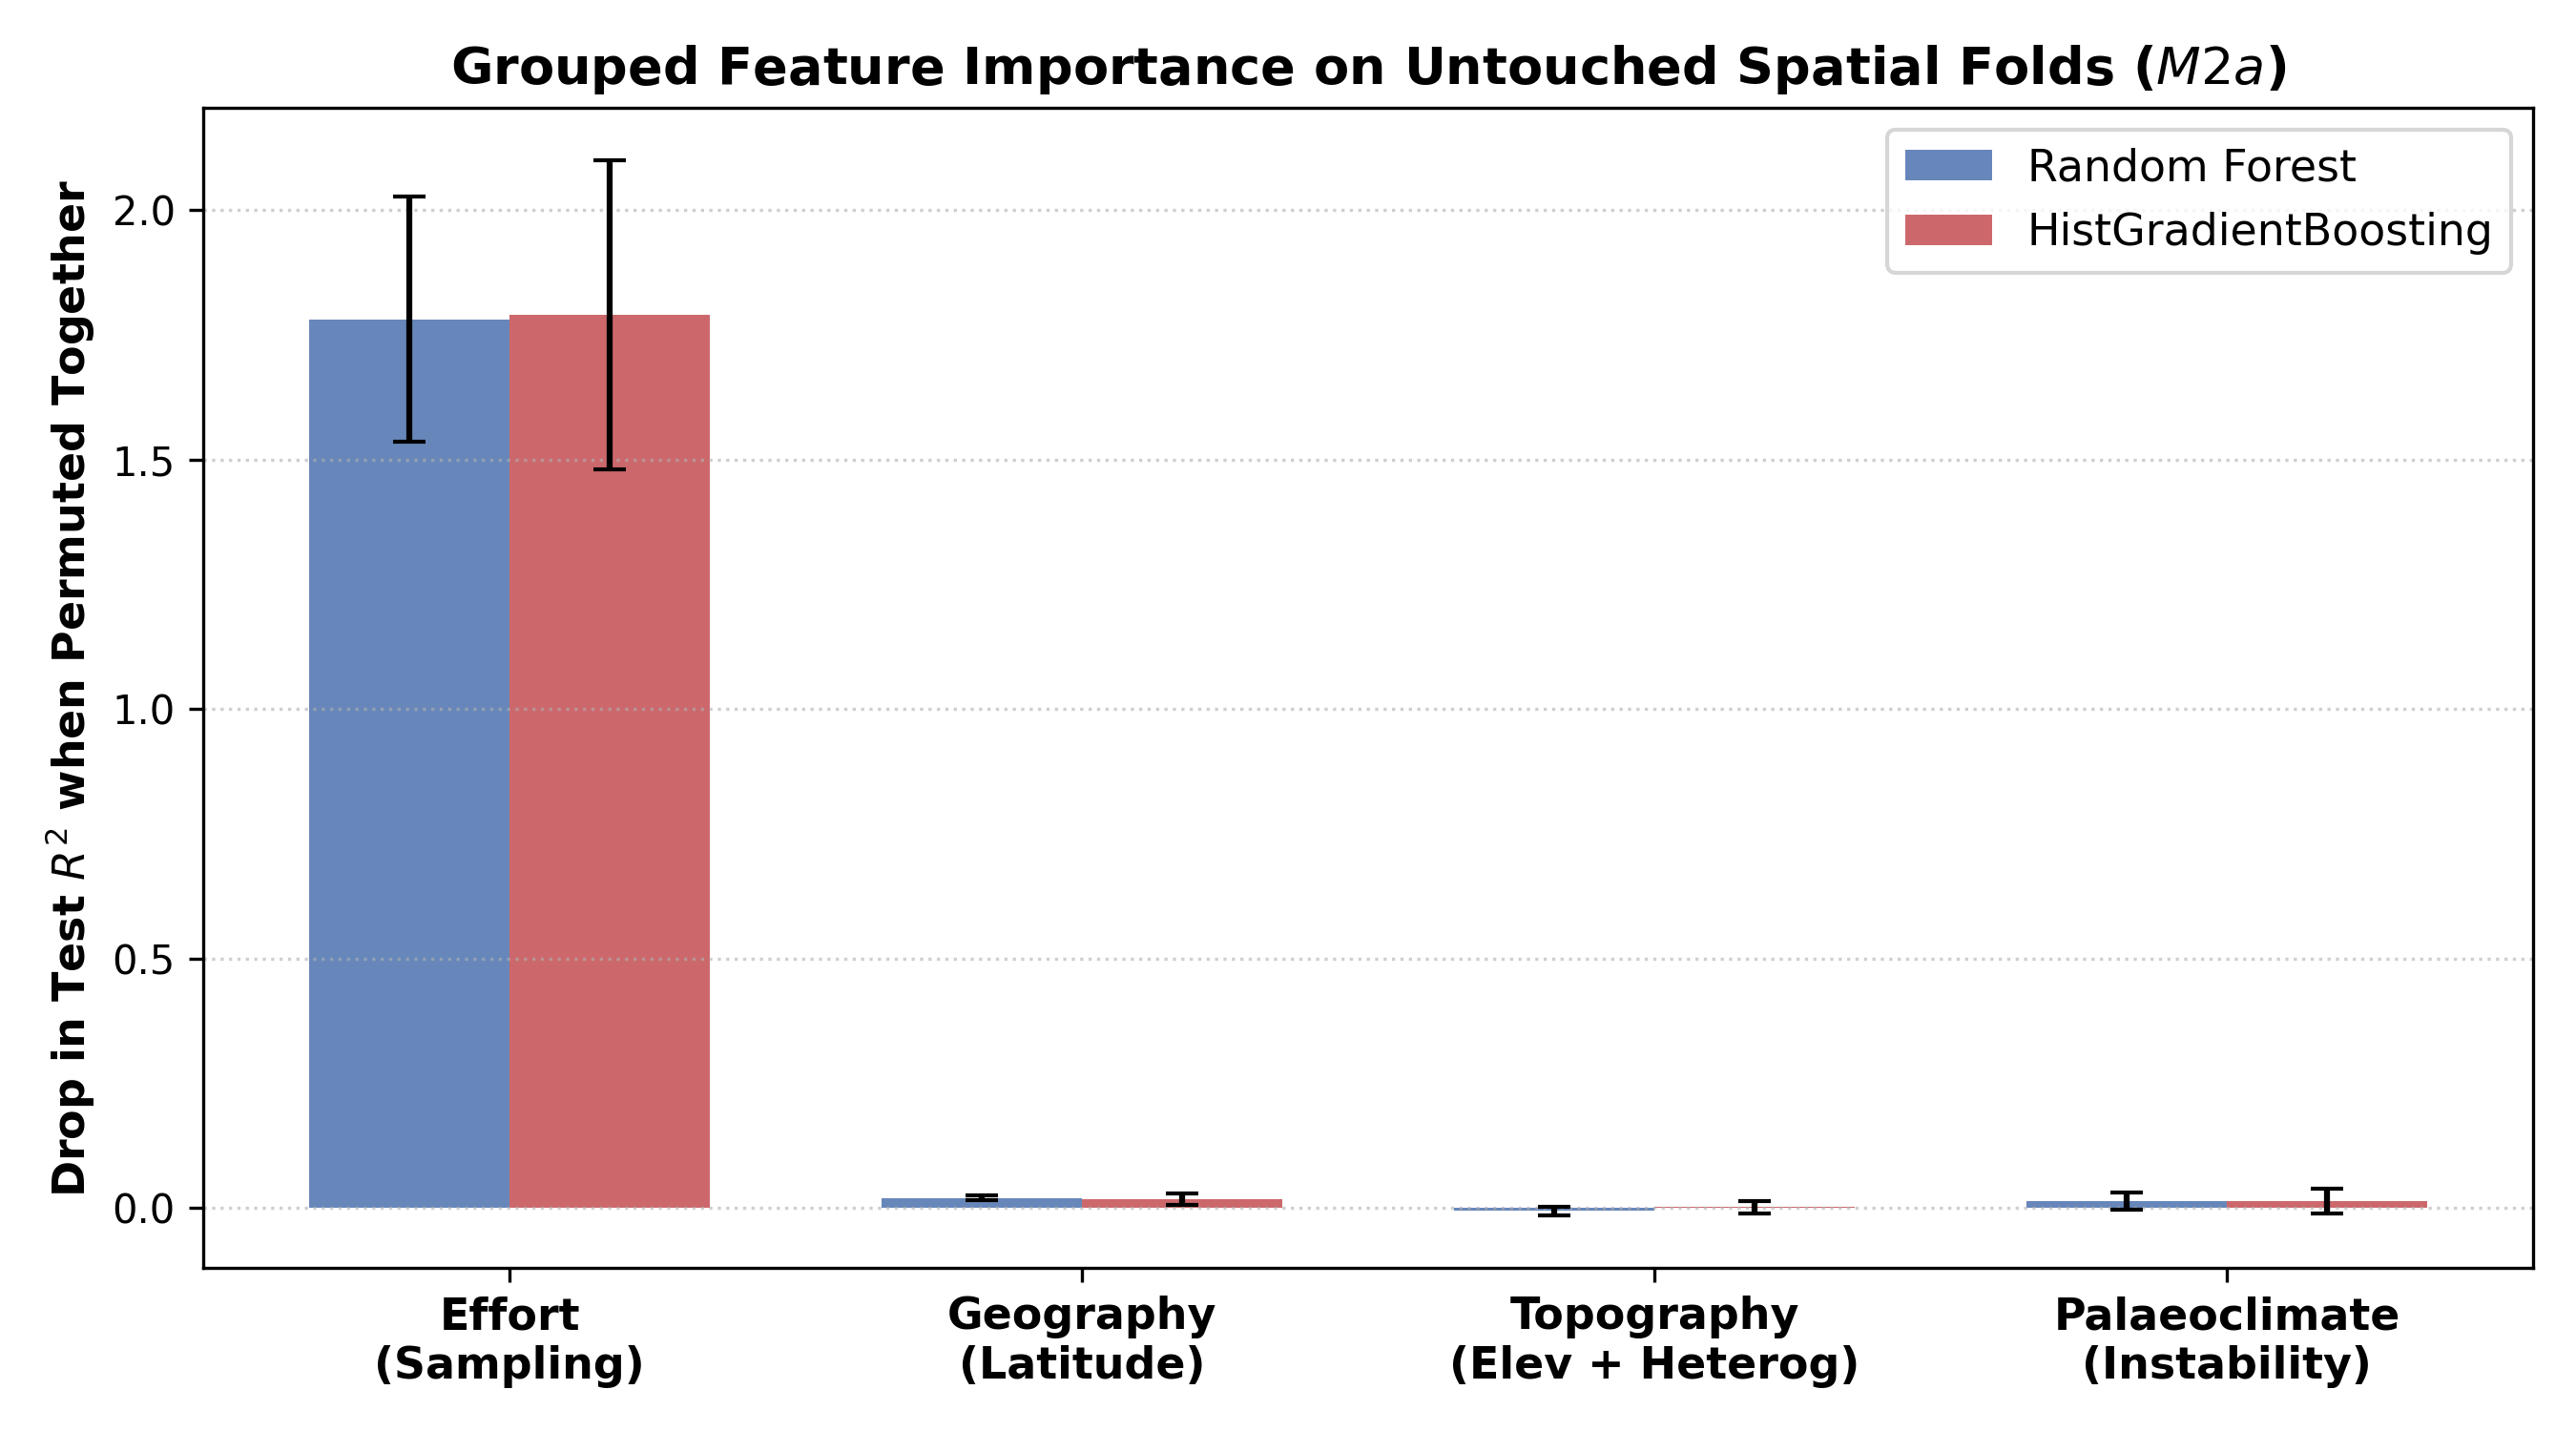 Grouped Feature Importance on Untouched Spatial Folds (M2a)
Random Forest
HistGradientBoosting
Drop in Test R² when Permuted Together
2.0
1.5
1.0
0.5
0.0
Effort
(Sampling)
Geography
(Latitude)
Topography
(Elev + Heterog)
Palaeoclimate
(Instability)